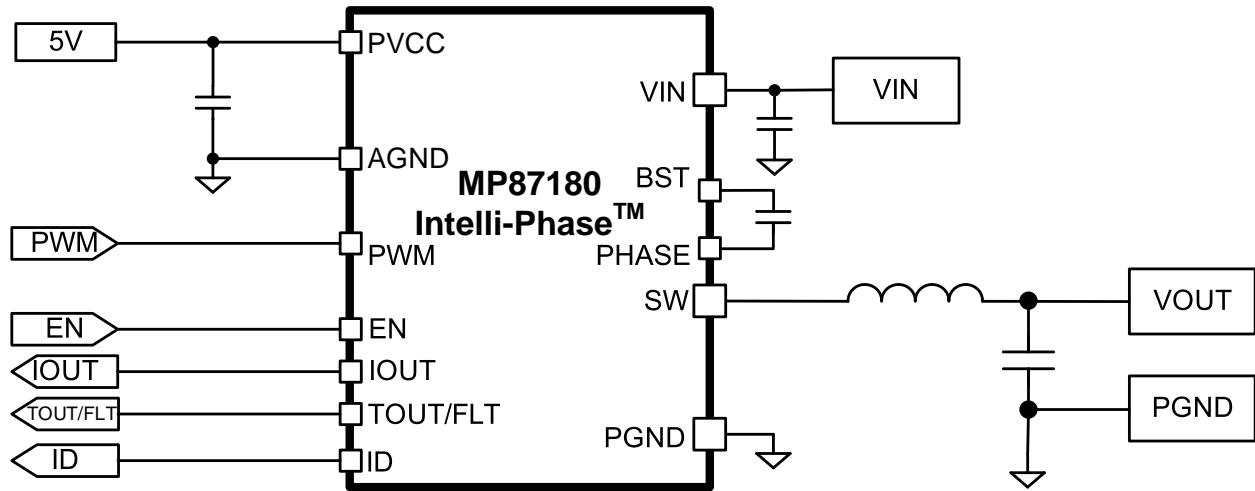 5V
PVCC
VIN
VIN
AGND
MP87180
Intelli-Phase™
BST
PWM
PWM
PHASE
SW
VOUT
EN
EN
IOUT
IOUT
TOUT/FLT
TOUT/FLT
PGND
PGND
ID
ID